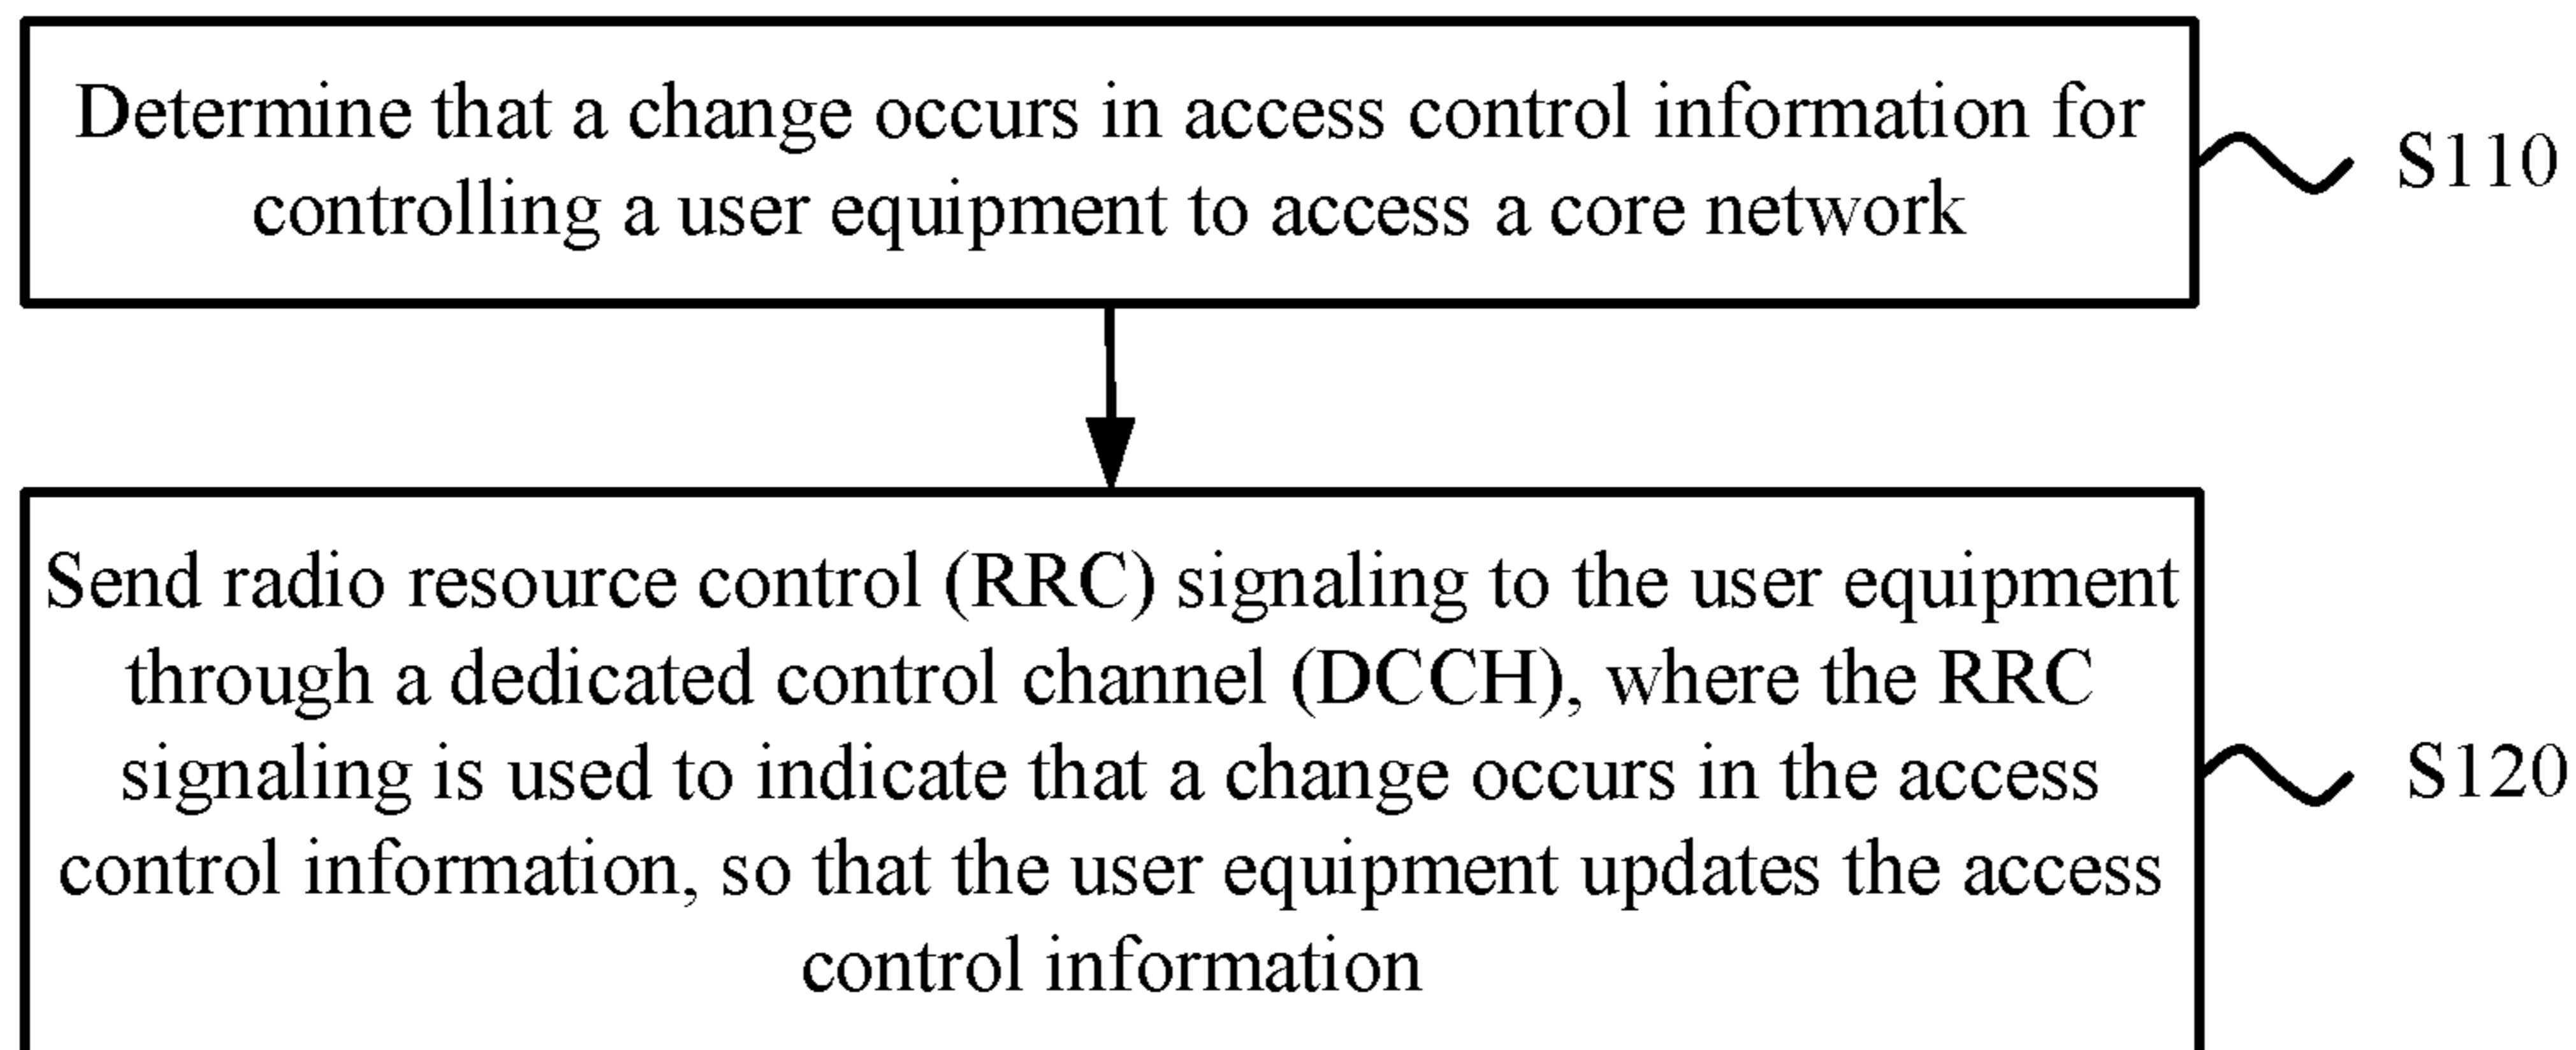 Determine that a change occurs in access control information for
controlling a user equipment to access a core network
S110
Send radio resource control (RRC) signaling to the user equipment
through a dedicated control channel (DCCH), where the RRC
signaling is used to indicate that a change occurs in the access
control information, so that the user equipment updates the access
control information
S120